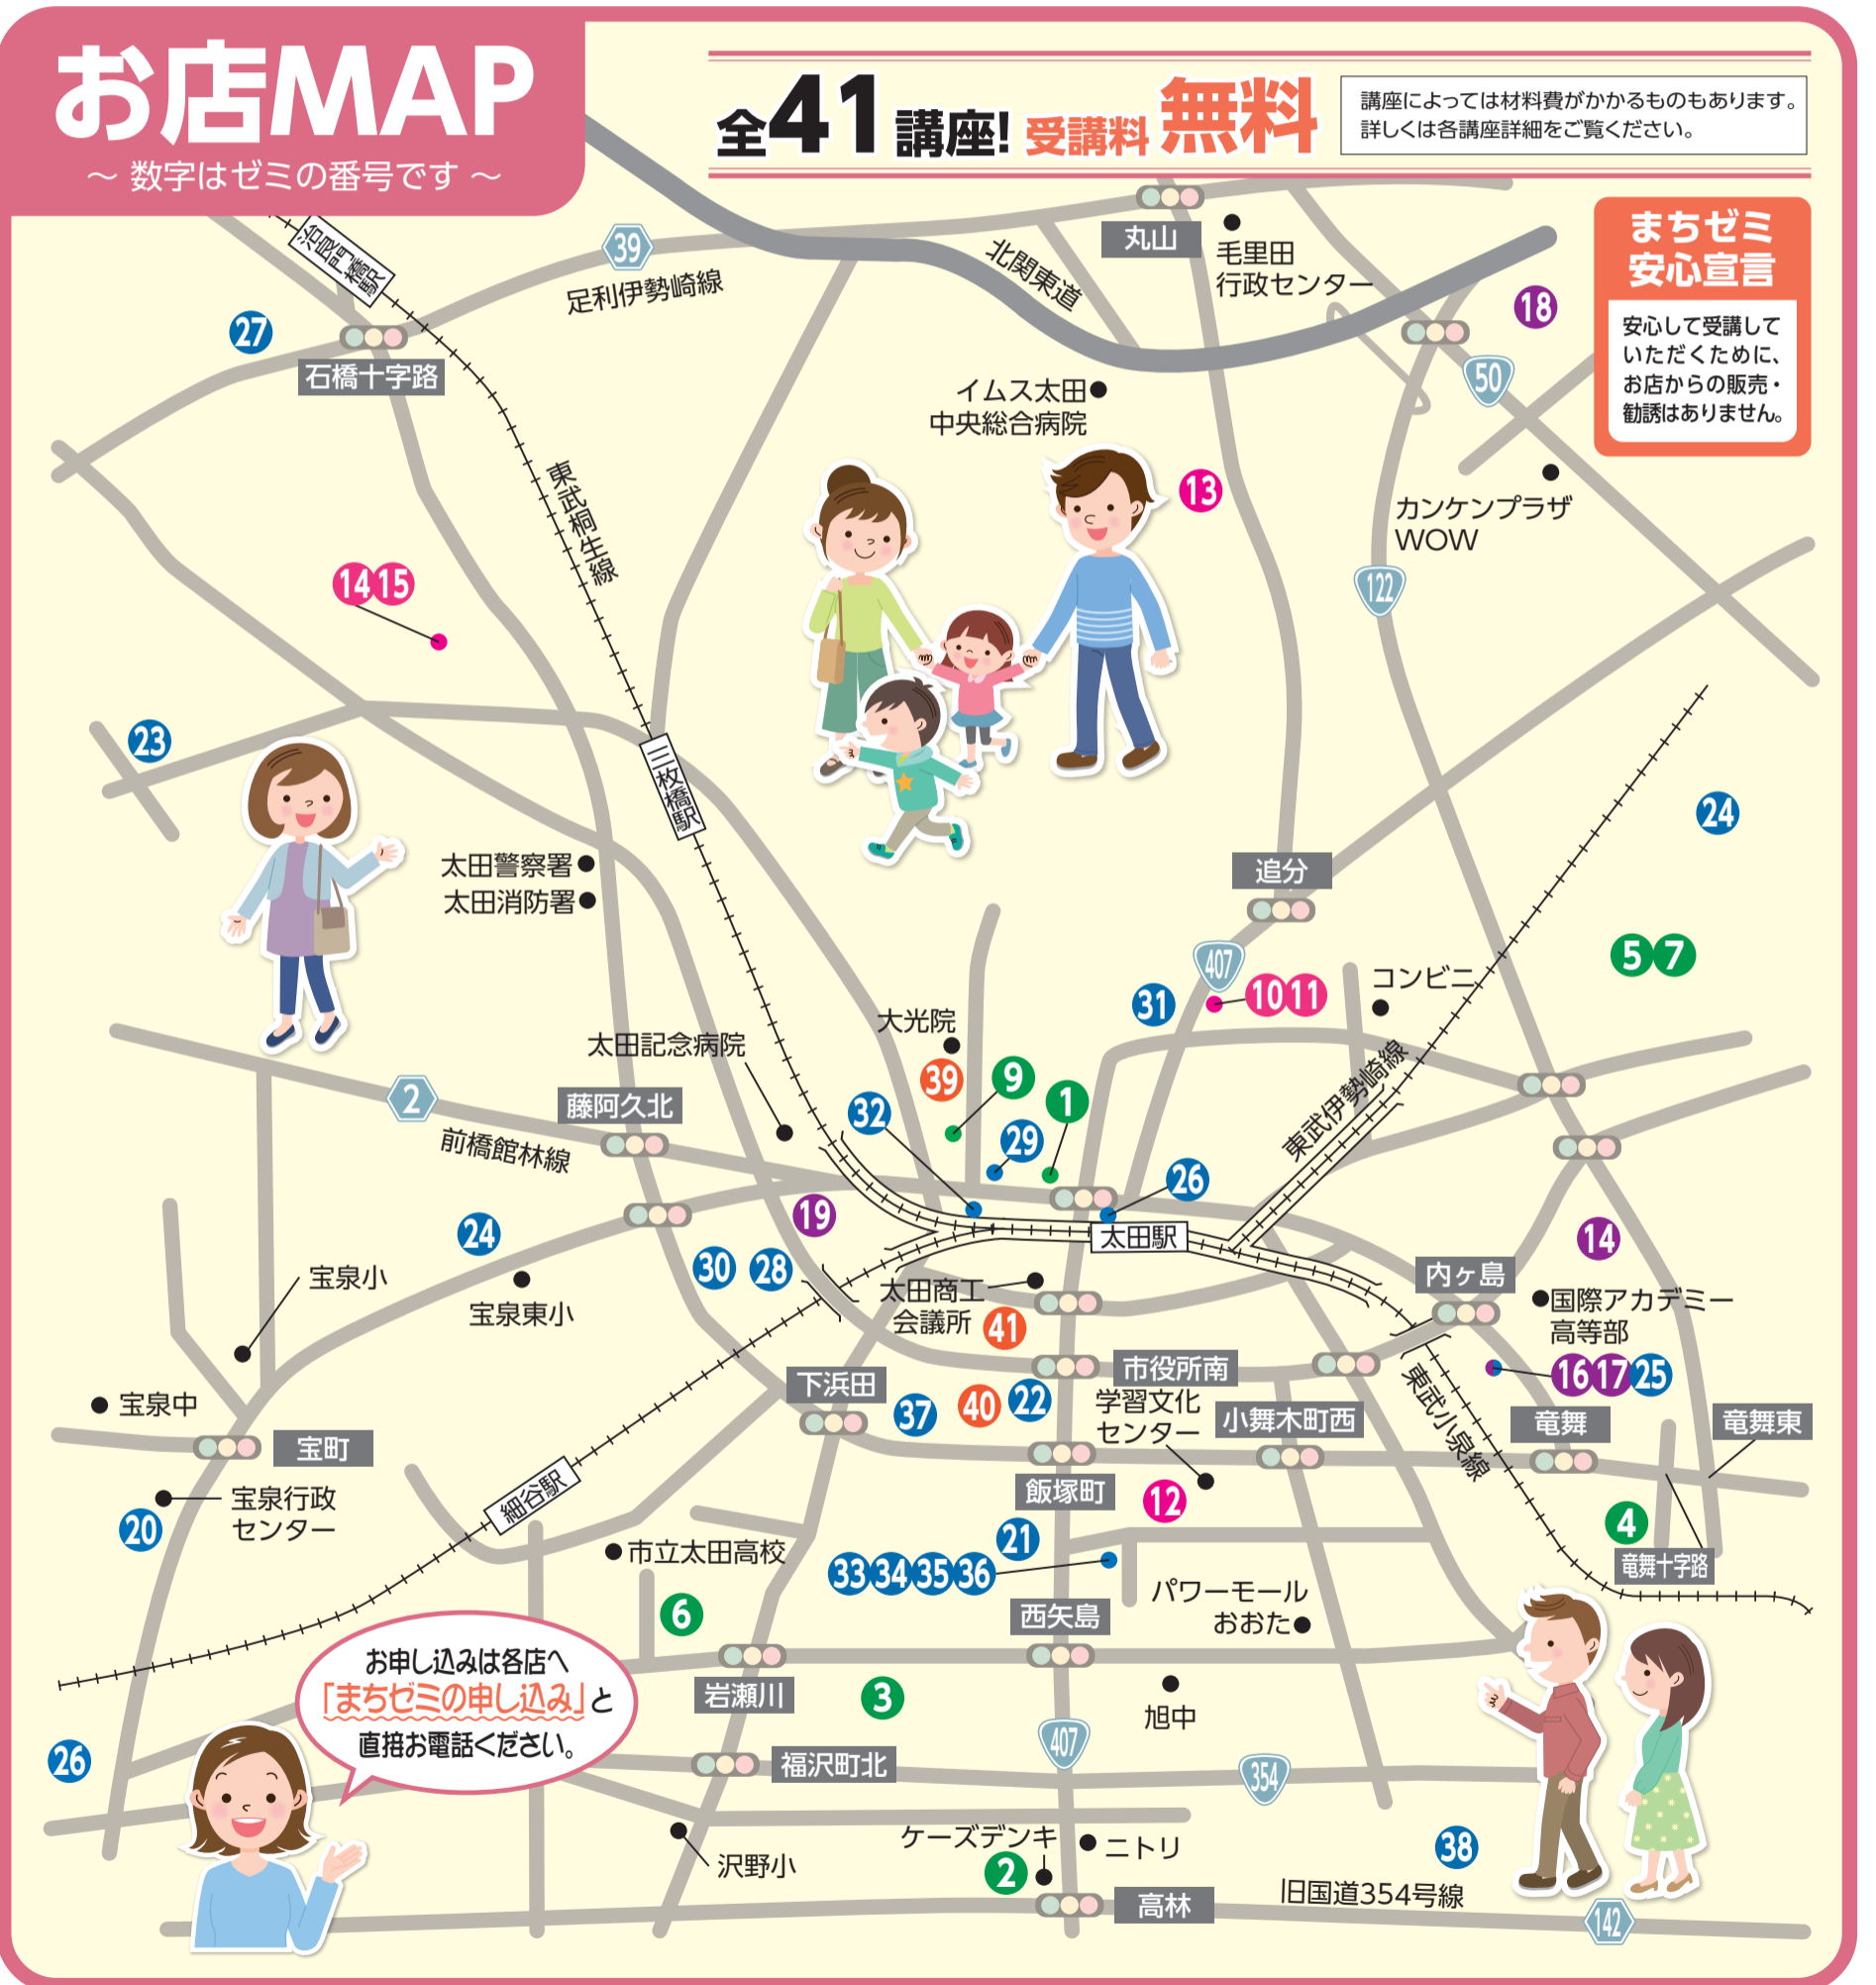 お店MAP
～ 数字はゼミの番号です ～
全41講座! 受講料 無料
講座によっては材料費がかかるものもあります。
詳しくは各講座詳細をご覧ください。
まちゼミ
安心宣言
安心して受講して
いただくために、
お店からの販売・
勧誘はありません。
治良門橋駅
39
足利伊勢崎線
北関東道
丸山
毛里田
行政センター
18
27
石橋十字路
50
イムス太田
中央総合病院
13
カンケンプラザ
WOW
東武桐生線
122
14 15
23
三枚橋駅
24
太田警察署
太田消防署
追分
407
5 7
31
10 11
コンビニ
大光院
太田記念病院
39
9
1
東武伊勢崎線
2
前橋館林線
藤阿久北
32
29
26
19
太田駅
14
24
30
28
宝泉小
宝泉東小
太田商工
会議所
41
内ヶ島
国際アカデミー
高等部
16 17 25
市役所南
下浜田
37
40
22
学習文化
センター
小舞木町西
東武小泉線
竜舞
竜舞東
宝泉中
宝町
細谷駅
飯塚町
12
宝泉行政
センター
20
4
竜舞十字路
市立太田高校
21
33 34 35 36
パワーモール
おおた
西矢島
6
お申し込みは各店へ
「まちゼミの申し込み」と
直接お電話ください。
岩瀬川
3
旭中
26
福沢町北
407
354
沢野小
ケーズデンキ
ニトリ
2
38
高林
旧国道354号線
142